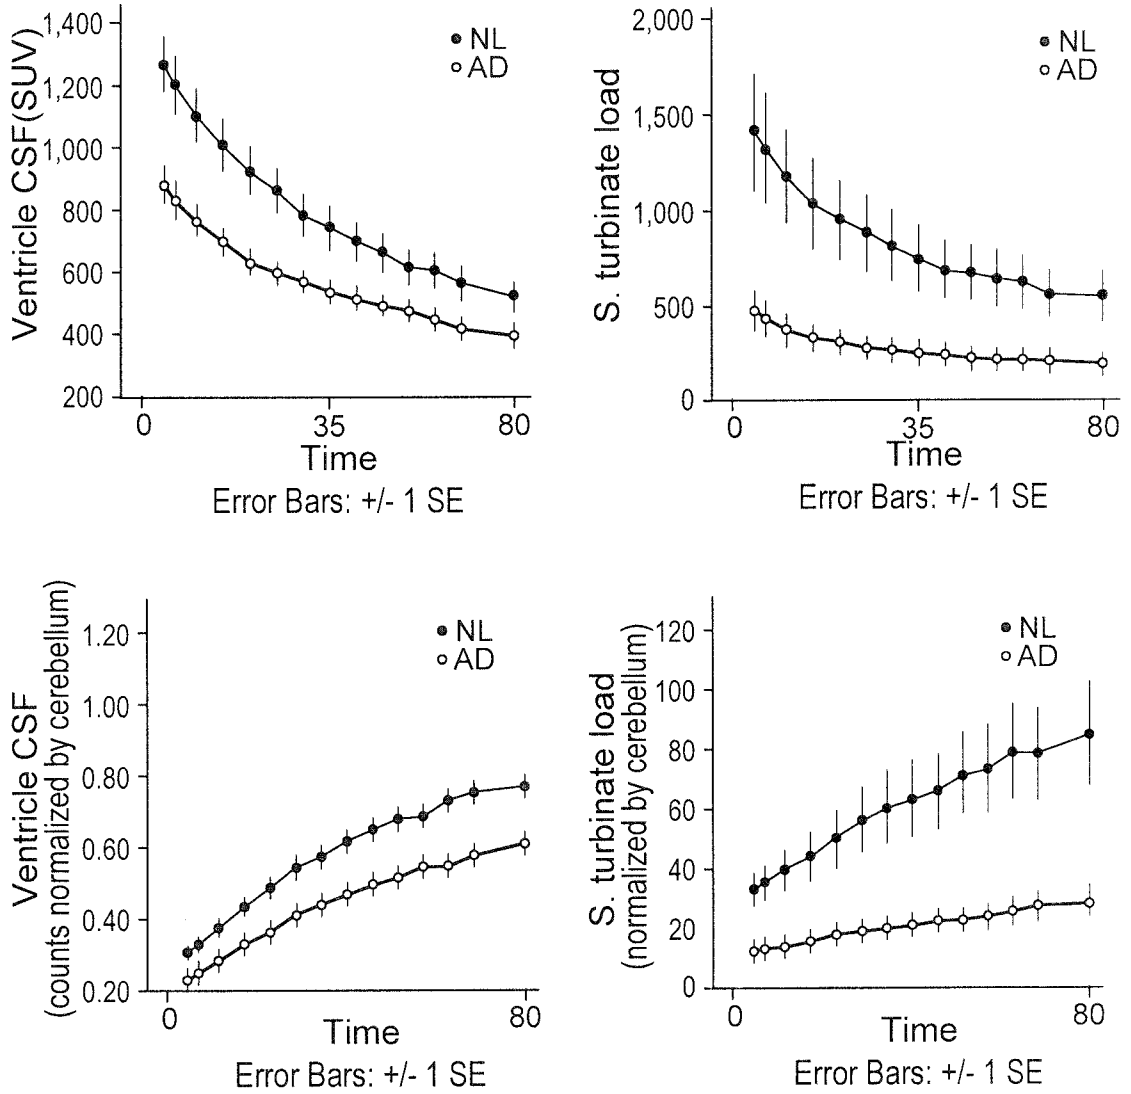 Ventricle CSF(SUV)
1,400
1,200
1,000
800
600
400
200
NL
AD
0
35
80
Time
Error Bars: +/- 1 SE
S. turbinate load
2,000
1,500
1,000
500
0
NL
AD
0
35
80
Time
Error Bars: +/- 1 SE
Ventricle CSF
(counts normalized by cerebellum)
1.20
1.00
0.80
0.60
0.40
0.20
NL
AD
0
80
Time
Error Bars: +/- 1 SE
S. turbinate load
(normalized by cerebellum)
120
100
80
60
40
20
0
NL
AD
0
80
Time
Error Bars: +/- 1 SE